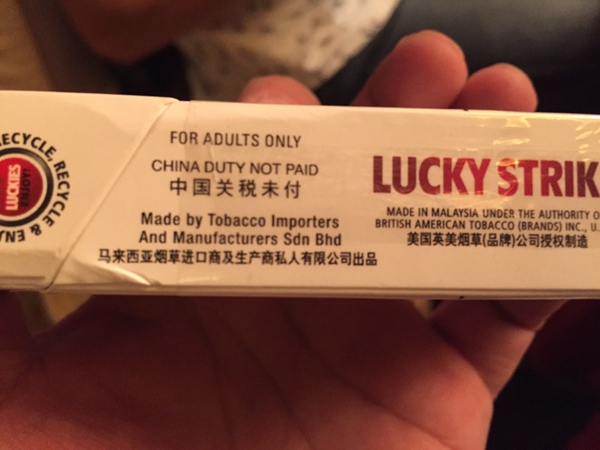 RECYCLE, RECYCLE & EN
LUCKIES
ENJOY!
FOR ADULTS ONLY
CHINA DUTY NOT PAID
中国关税未付
Made by Tobacco Importers
And Manufacturers Sdn Bhd
马来西亚烟草进口商及生产商私人有限公司出品
LUCKY STRIK
MADE IN MALAYSIA UNDER THE AUTHORITY O
BRITISH AMERICAN TOBACCO (BRANDS) INC., U.
美国英美烟草(品牌)公司授权制造